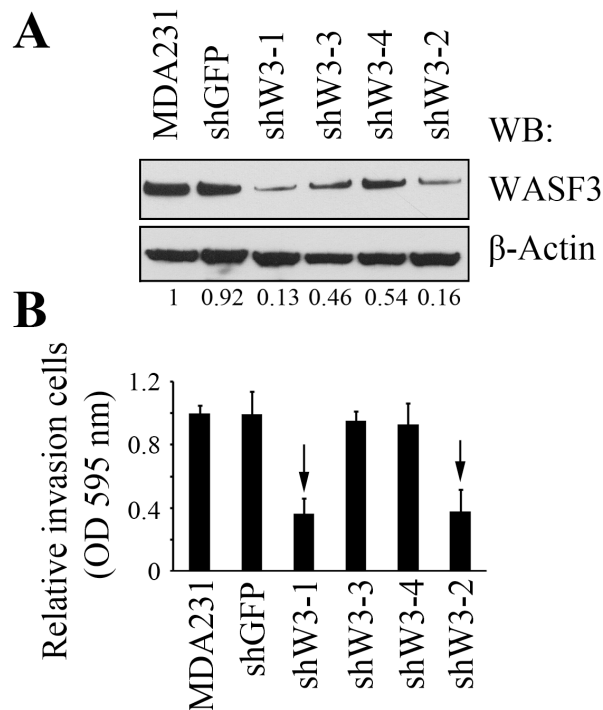 A
MDA231
shGFP
shW3-1
shW3-3
shW3-4
shW3-2
WB:
WASF3
β-Actin
1 0.92 0.13 0.46 0.54 0.16
B
Relative invasion cells
(OD 595 nm)
1.2
0.8
0.4
0
MDA231
shGFP
shW3-1
shW3-3
shW3-4
shW3-2